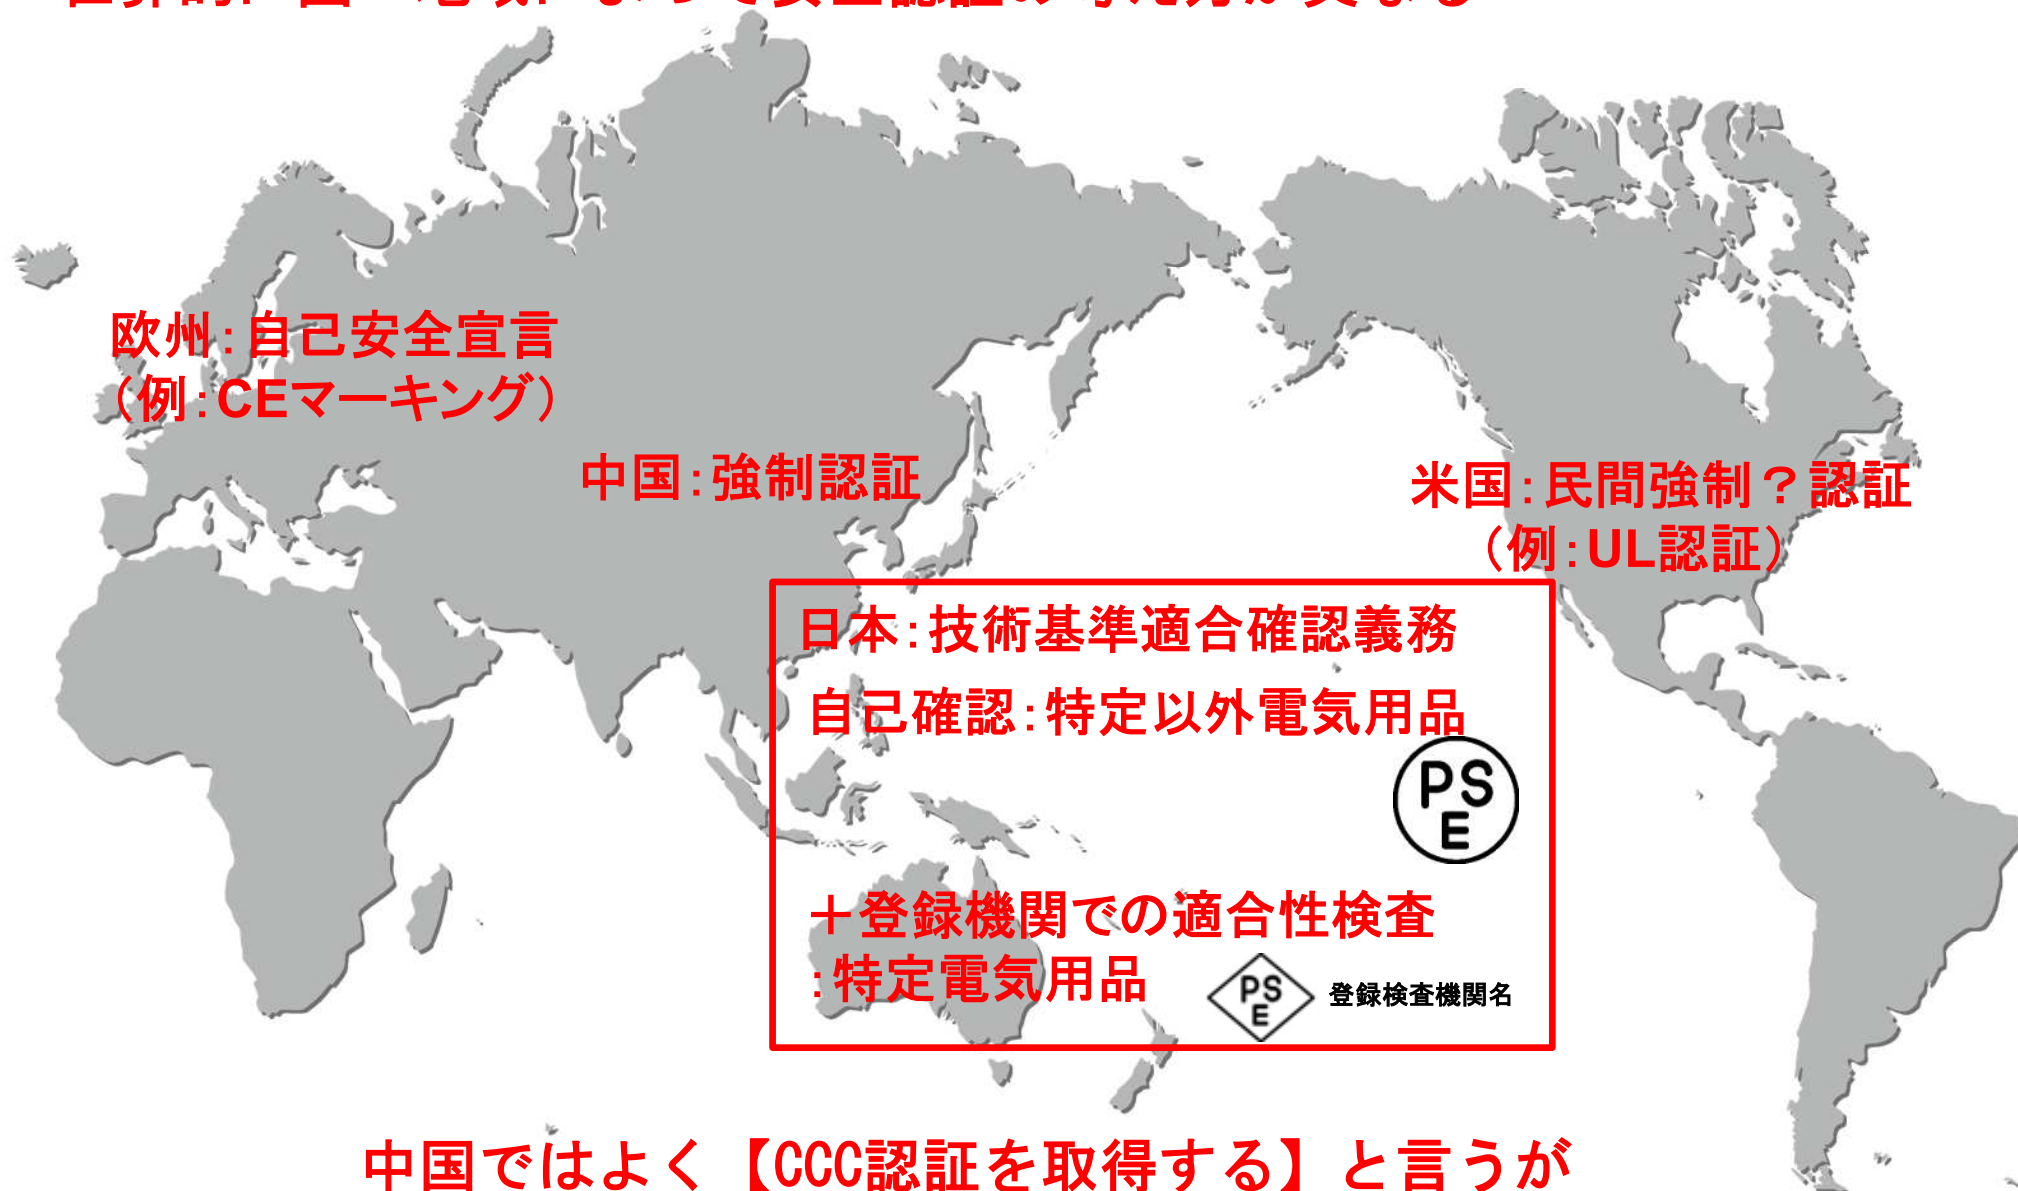 欧州:自己安全宣言
(例:CEマーキング)
中国:強制認証
米国:民間強制?認証
(例:UL認証)
日本:技術基準適合確認義務
自己確認:特定以外電気用品
PS
E
+登録機関での適合性検査
:特定電気用品
PS
E
登録検査機関名
中国ではよく【CCC認証を取得する】と言うが